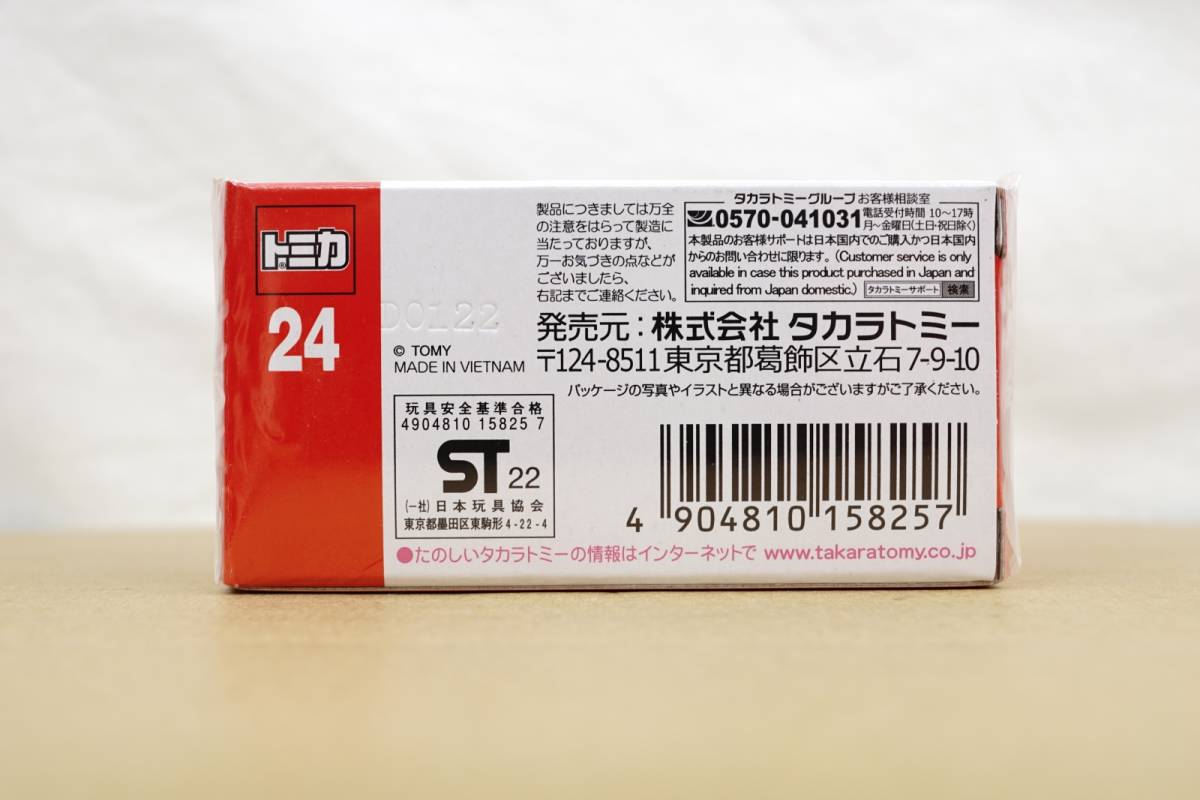 トミカ®
24
D0122
© TOMY
MADE IN VIETNAM
製品につきましては万全
の注意をはらって製造に
当たっておりますが、
万一お気づきの点などが
ございましたら、
右記までご連絡ください。
タカラトミーグループ お客様相談室
0570-041031 電話受付時間 10〜17時
月〜金曜日(土日・祝日除く)
本製品のお客様サポートは日本国内でのご購入かつ日本国内
からのお問い合わせに限ります。(Customer service is only
available in case this product purchased in Japan and
inquired from Japan domestic.) タカラトミーサポート 検索
発売元：株式会社 タカラトミー
〒124-8511 東京都葛飾区立石7-9-10
パッケージの写真やイラストと異なる場合がございますがご了承ください。
玩具安全基準合格
4904810 15825 7
ST 22
(一社)日本玩具協会
東京都墨田区東駒形4-22-4
4 904810 158257
●たのしいタカラトミーの情報はインターネットで www.takaratomy.co.jp